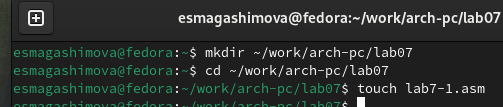 esmagashimova@fedora:~/work/arch-pc/lab07
esmagashimova@fedora:~$ mkdir ~/work/arch-pc/lab07
esmagashimova@fedora:~$ cd ~/work/arch-pc/lab07
esmagashimova@fedora:~/work/arch-pc/lab07$ touch lab7-1.asm
esmagashimova@fedora:~/work/arch-pc/lab07$